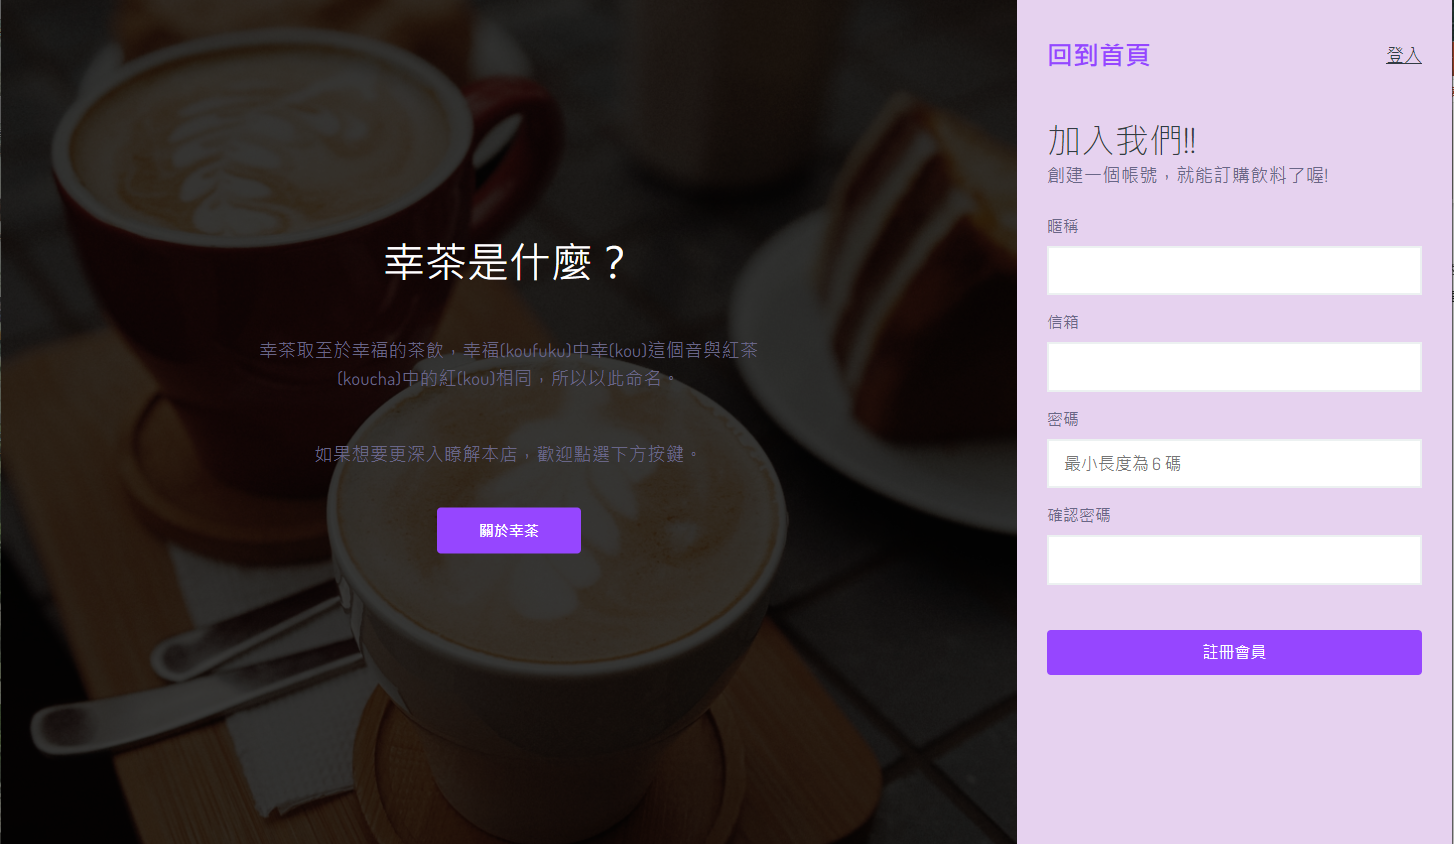 幸茶是什麼？
幸茶取至於幸福的茶飲，幸福(koufuku)中幸(kou)這個音與紅茶
(koucha)中的紅(kou)相同，所以以此命名。
如果想要更深入瞭解本店，歡迎點選下方按鍵。
關於幸茶
回到首頁
登入
加入我們!!
創建一個帳號，就能訂購飲料了喔!
暱稱
信箱
密碼
最小長度為 6 碼
確認密碼
註冊會員